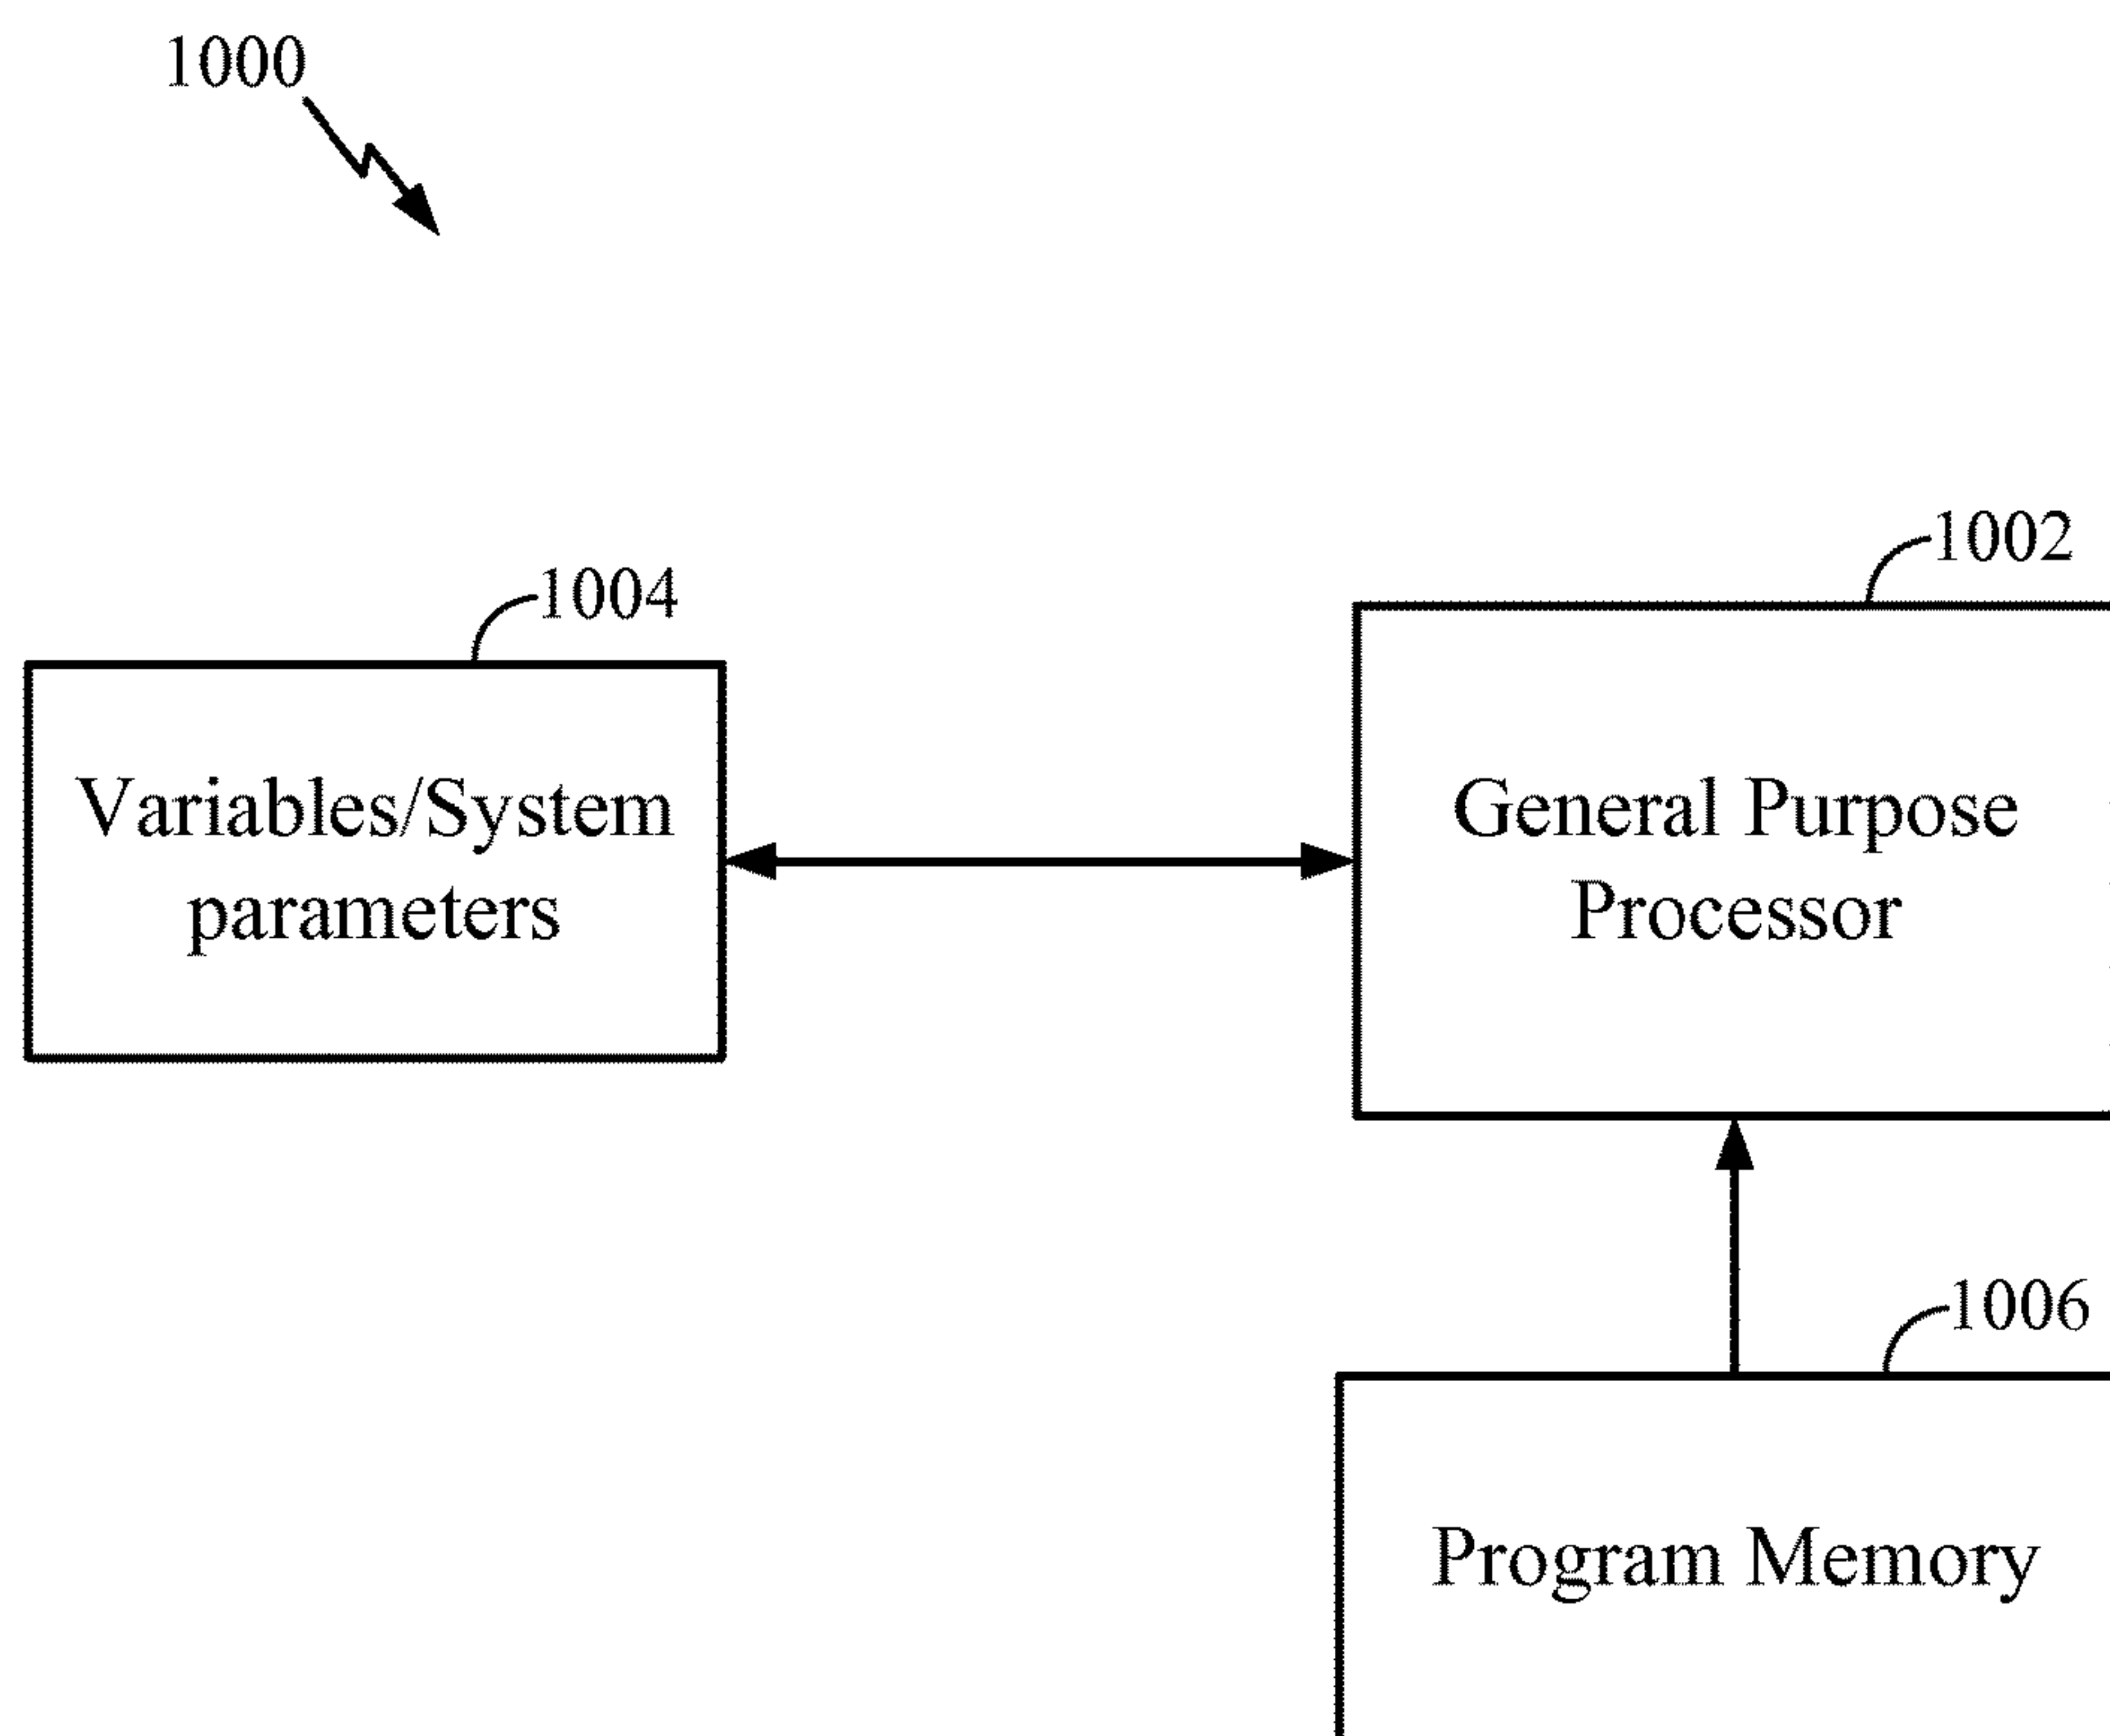 1000
1002
1004
Variables/System
parameters
General Purpose
Processor
1006
Program Memory